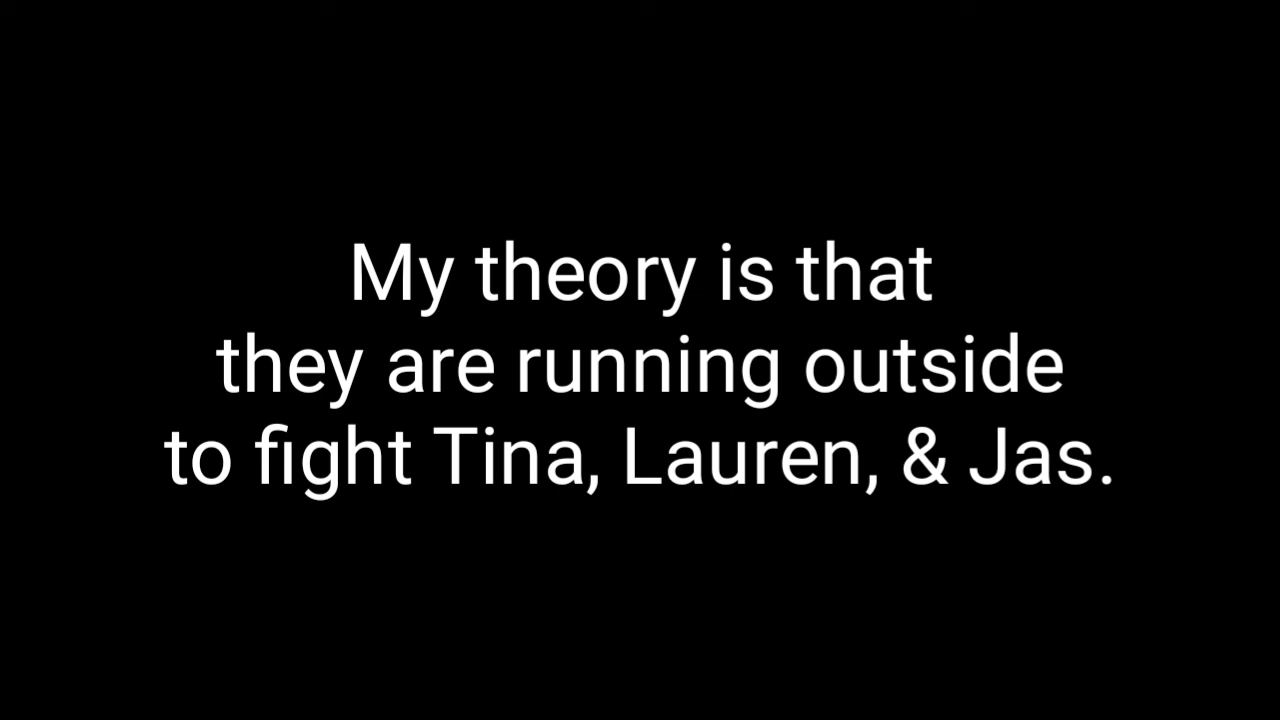 My theory is that
they are running outside
to fight Tina, Lauren, & Jas.